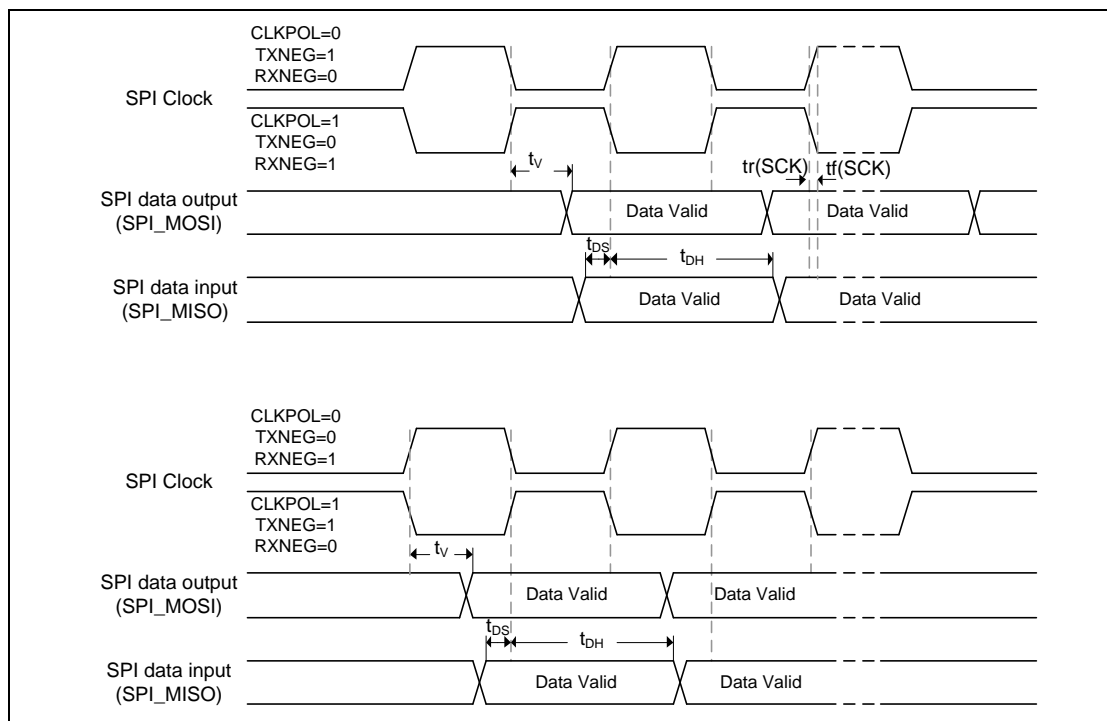 CLKPOL=0
TXNEG=1
RXNEG=0
SPI Clock
CLKPOL=1
TXNEG=0
RXNEG=1
tV
tr(SCK)
tf(SCK)
SPI data output
(SPI_MOSI)
Data Valid
Data Valid
tDS
tDH
SPI data input
(SPI_MISO)
Data Valid
Data Valid
CLKPOL=0
TXNEG=0
RXNEG=1
SPI Clock
CLKPOL=1
TXNEG=1
RXNEG=0
tV
SPI data output
(SPI_MOSI)
Data Valid
Data Valid
tDS
tDH
SPI data input
(SPI_MISO)
Data Valid
Data Valid